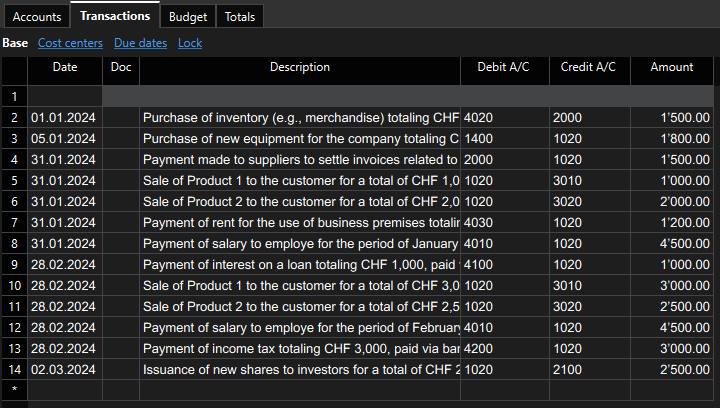 Accounts Transactions Budget Totals
Base Cost centers Due dates Lock
Date Doc Description Debit A/C Credit A/C Amount
1
2 01.01.2024 Purchase of inventory (e.g., merchandise) totaling CHF 4020 2000 1'500.00
3 05.01.2024 Purchase of new equipment for the company totaling C 1400 1020 1'800.00
4 31.01.2024 Payment made to suppliers to settle invoices related to 2000 1020 1'500.00
5 31.01.2024 Sale of Product 1 to the customer for a total of CHF 1,0 1020 3010 1'000.00
6 31.01.2024 Sale of Product 2 to the customer for a total of CHF 2,0 1020 3020 2'000.00
7 31.01.2024 Payment of rent for the use of business premises totalin 4030 1020 1'200.00
8 31.01.2024 Payment of salary to employe for the period of January 4010 1020 4'500.00
9 28.02.2024 Payment of interest on a loan totaling CHF 1,000, paid 4100 1020 1'000.00
10 28.02.2024 Sale of Product 1 to the customer for a total of CHF 3,0 1020 3010 3'000.00
11 28.02.2024 Sale of Product 2 to the customer for a total of CHF 2,5 1020 3020 2'500.00
12 28.02.2024 Payment of salary to employe for the period of February 4010 1020 4'500.00
13 28.02.2024 Payment of income tax totaling CHF 3,000, paid via ban 4200 1020 3'000.00
14 02.03.2024 Issuance of new shares to investors for a total of CHF 2 1020 2100 2'500.00
*